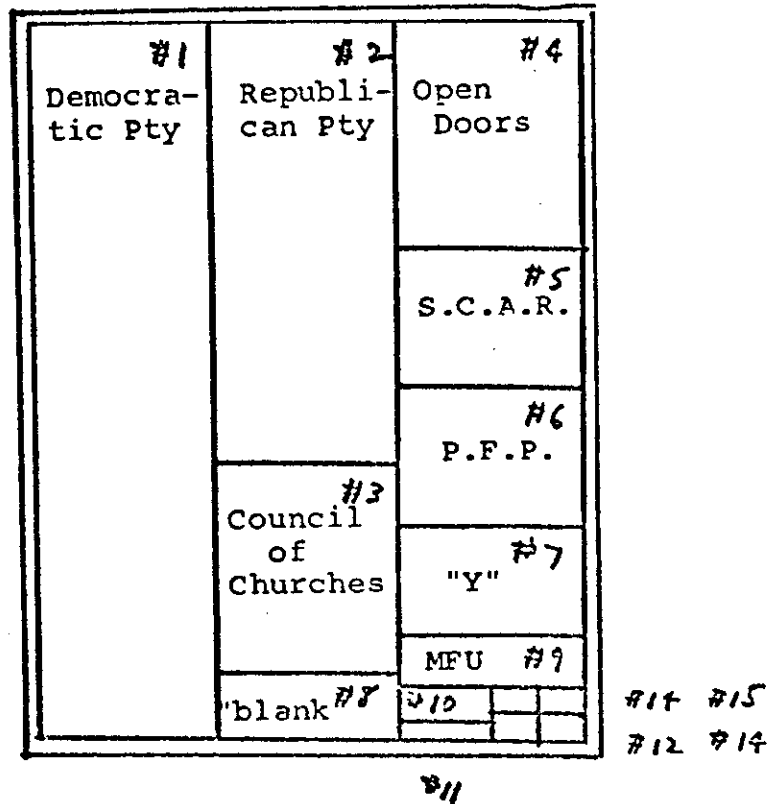 #1
Democra-
tic Pty
#2
Republi-
can Pty
#4
Open
Doors
#5
S.C.A.R.
#6
P.F.P.
#3
Council
of
Churches
#7
"Y"
MFU #9
"blank #8
#10
#14 #15
#12 #14
#11